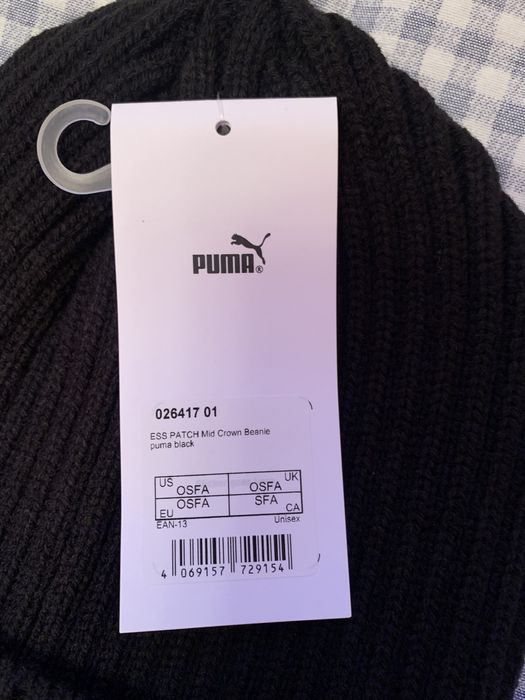 PUMA®
026417 01
ESS PATCH Mid Crown Beanie
puma black
US OSFA OSFA UK
EU OSFA SFA CA
EAN-13 Unisex
4 069157 729154